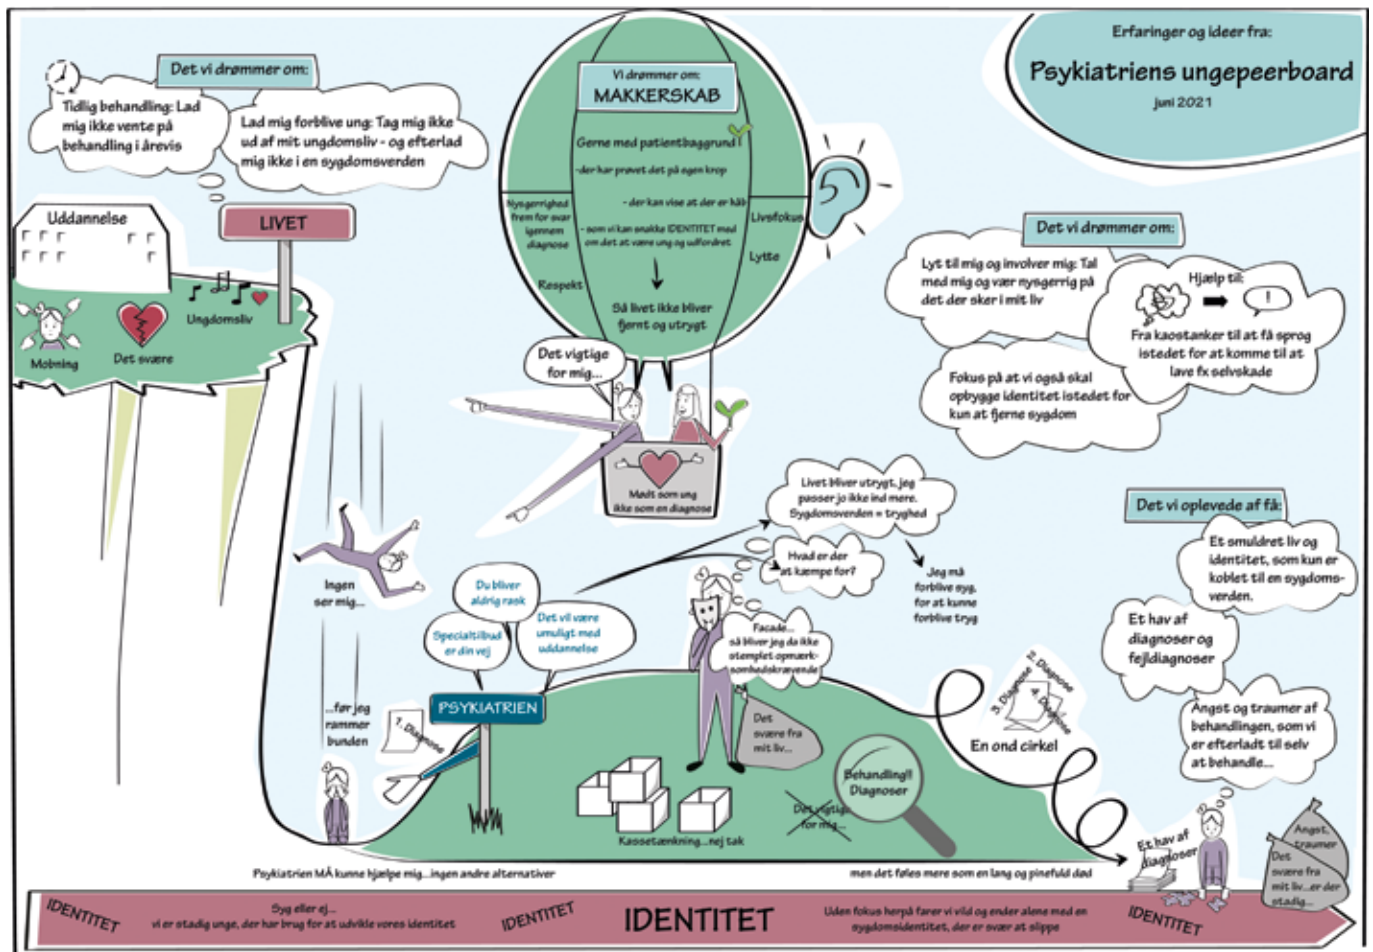 Erfaringer og ideer fra:
Psykiatriens ungepeerboard
juni 2021
Det vi drømmer om:
Tidlig behandling: Lad
mig ikke vente på
behandling i årevis
Lad mig forblive ung: Tag mig ikke
ud af mit ungdomsliv - og efterlad
mig ikke i en sygdomsverden
Uddannelse
LIVET
Mobning
Det svære
Ungdomsliv
Vi drømmer om:
MAKKERSKAB
Gerne med patientbaggrund
-der har prøvet det på egen krop
- der kan vise at der er håb
- som vi kan snakke IDENTITET med
om det at være ung og udfordret
Så livet ikke bliver
fjernt og utrygt
Nysgerrighed
frem for svar
igennem
diagnose
Respekt
Livsfokus
Lytte
Det vigtige
for mig...
Mødt som ung
ikke som en diagnose
Det vi drømmer om:
Lyt til mig og involver mig: Tal
med mig og vær nysgerrig på
det der sker i mit liv
Hjælp til:
!
Fra kaostanker til at få sprog
istedet for at komme til at
lave fx selvskade
Fokus på at vi også skal
opbygge identitet istedet for
kun at fjerne sygdom
Ingen
ser mig...
...før jeg
rammer
bunden
1. Diagnose
PSYKIATRIEN
Du bliver
aldrig rask
Specialtilbud
er din vej
Det vil være
umuligt med
uddannelse
Livet bliver utrygt, jeg
passer jo ikke ind mere.
Sygdomsverden = tryghed
Hvad er der
at kæmpe for?
Jeg må
forblive syg,
for at kunne
forblive tryg
Facade...
så bliver jeg da ikke
stemplet opmærk-
somhedskrævende
Det
svære fra
mit liv...
Kassetænkning...nej tak
Det vigtige
for mig...
Behandling!!
Diagnoser
2. Diagnose
3. Diagnose
4. Diagnose
En ond cirkel
Det vi oplevede af få:
Et smuldret liv og
identitet, som kun er
koblet til en sygdoms-
verden.
Et hav af
diagnoser og
fejldiagnoser
Angst og traumer af
behandlingen, som vi
er efterladt til selv
at behandle...
Et hav af
diagnoser
Angst,
traumer
Det
svære fra
mit liv...er der
stadig...
Psykiatrien MÅ kunne hjælpe mig...ingen andre alternativer
men det føles mere som en lang og pinefuld død
IDENTITET
Syg eller ej...
vi er stadig unge, der har brug for at udvikle vores identitet
IDENTITET
IDENTITET
Uden fokus herpå farer vi vild og ender alene med en
sygdomsidentitet, der er svær at slippe
IDENTITET